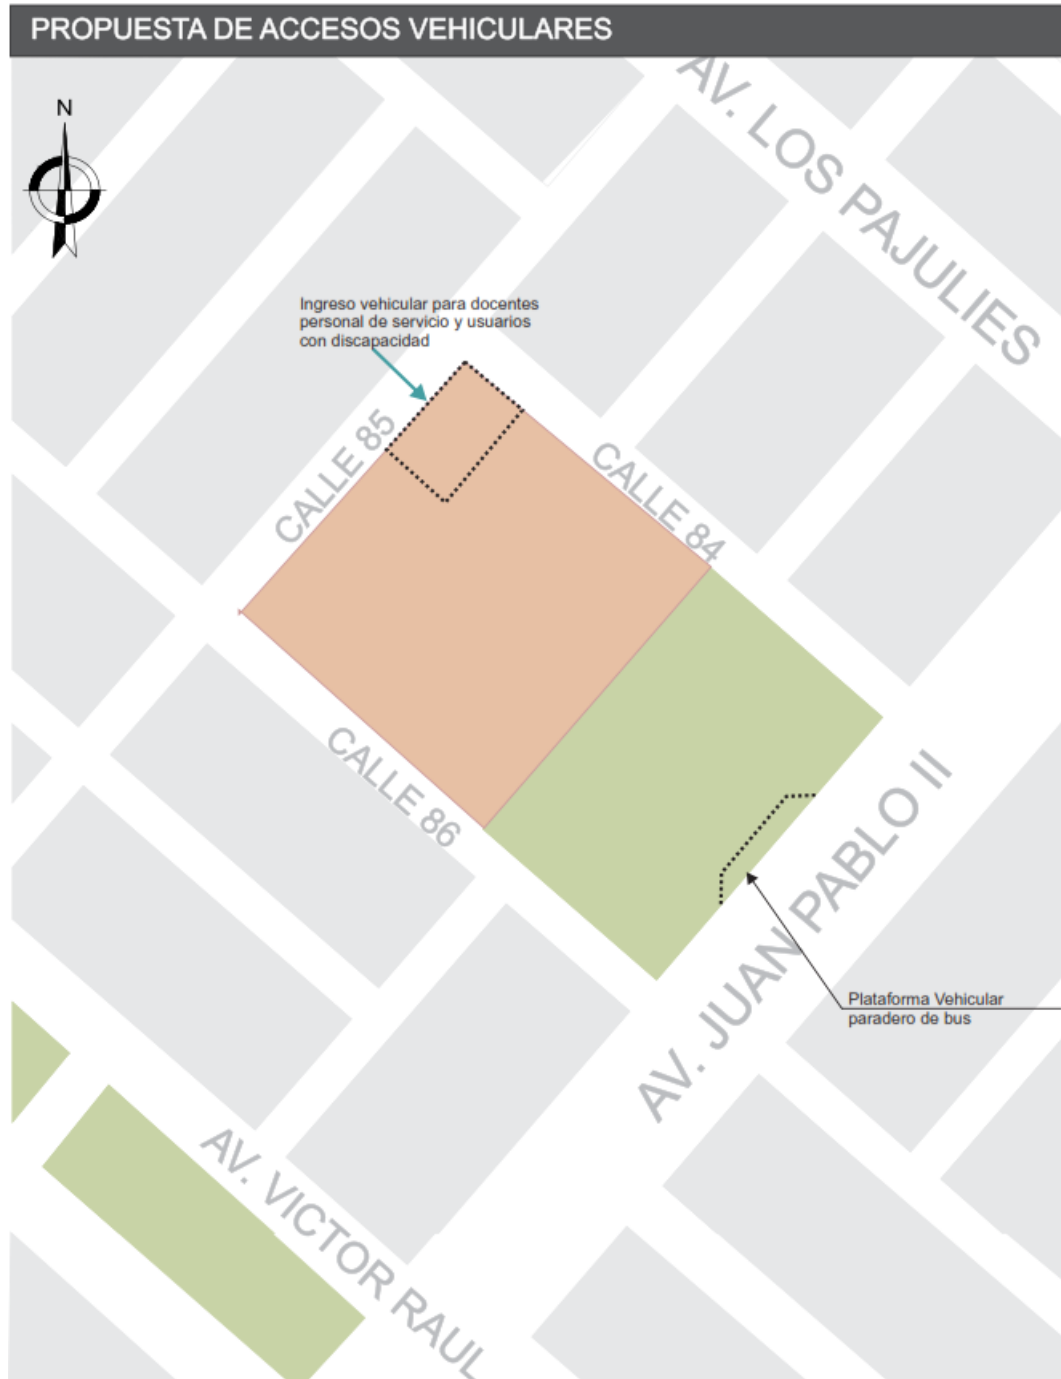 PROPUESTA DE ACCESOS VEHICULARES
N
AV. LOS PAJULIES
Ingreso vehicular para docentes
personal de servicio y usuarios
con discapacidad
CALLE 85
CALLE 84
CALLE 86
AV. JUAN PABLO II
Plataforma Vehicular
paradero de bus
AV. VICTOR RAUL